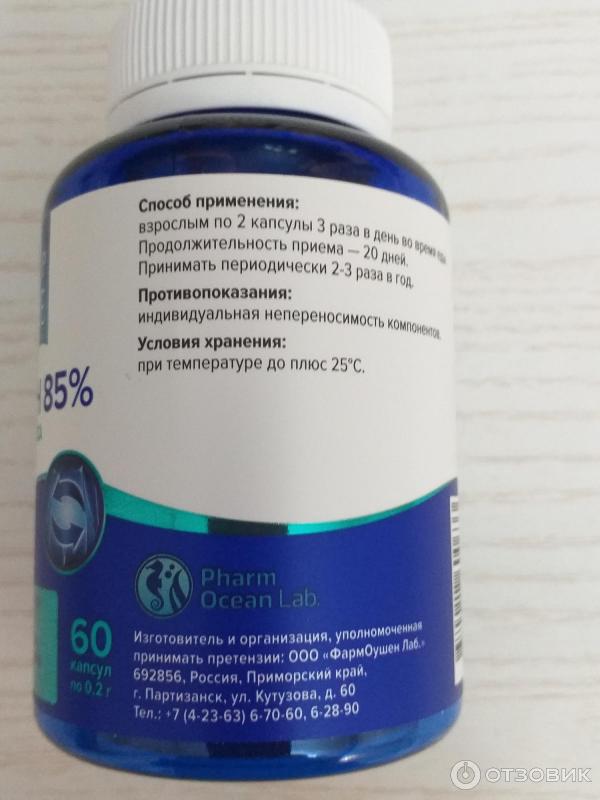 Способ применения:
взрослым по 2 капсулы 3 раза в день во время еды
Продолжительность приема — 20 дней.
Принимать периодически 2-3 раза в год.
Противопоказания:
индивидуальная непереносимость компонентов.
Условия хранения:
при температуре до плюс 25°С.
85%
Pharm
Ocean Lab.
60
капсул
по 0,2 г
Изготовитель и организация, уполномоченная
принимать претензии: ООО «ФармОушен Лаб.»
692856, Россия, Приморский край,
г. Партизанск, ул. Кутузова, д. 60
Тел.: +7 (4-23-63) 6-70-60, 6-28-90
ОТЗОВИК